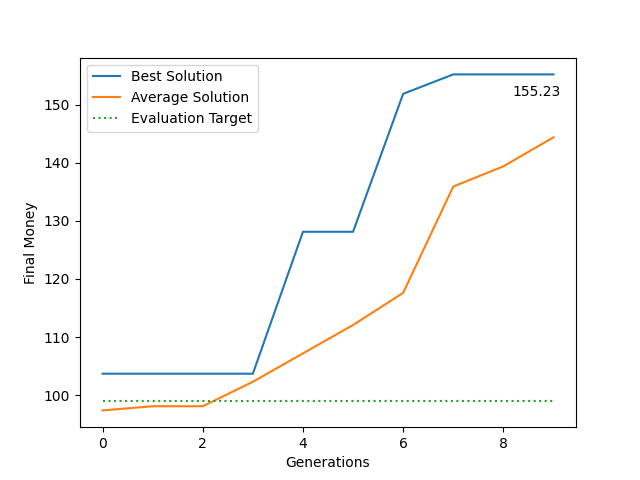 Best Solution
Average Solution
Evaluation Target
155.23
150
140
130
120
110
100
Final Money
0 2 4 6 8
Generations